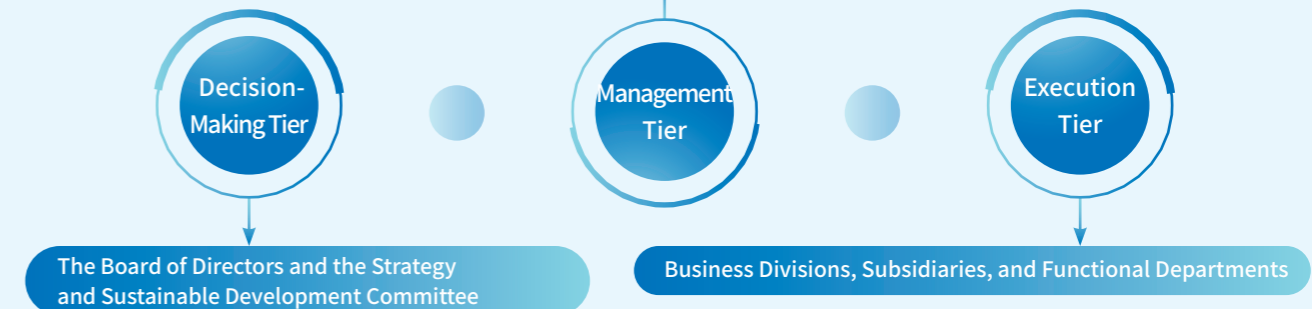 Decision-
Making Tier
Management
Tier
Execution
Tier
The Board of Directors and the Strategy
and Sustainable Development Committee
Business Divisions, Subsidiaries, and Functional Departments